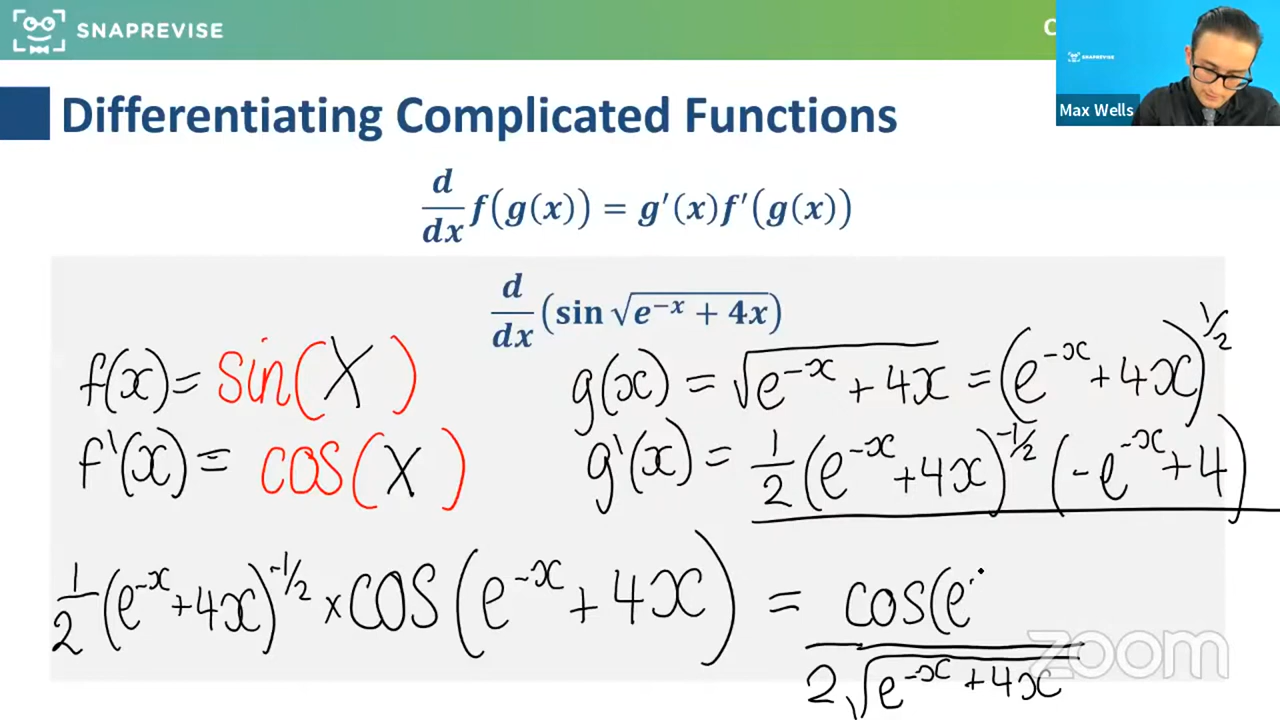 SNAPREVISE
C
SNAPREVISE
Max Wells
Differentiating Complicated Functions
d/dx f(g(x)) = g′(x)f′(g(x))
d/dx (sin √(e⁻ˣ + 4x))
f(x) = sin(x)
g(x) = √(e⁻ˣ + 4x) = (e⁻ˣ + 4x)^½
f'(x) = cos(x)
g'(x) = 1/2 (e⁻ˣ + 4x)^-½ (-e⁻ˣ + 4)
1/2 (e⁻ˣ + 4x)^-½ × cos(e⁻ˣ + 4x) = cos(e / 2√(e⁻ˣ + 4x)
zoom